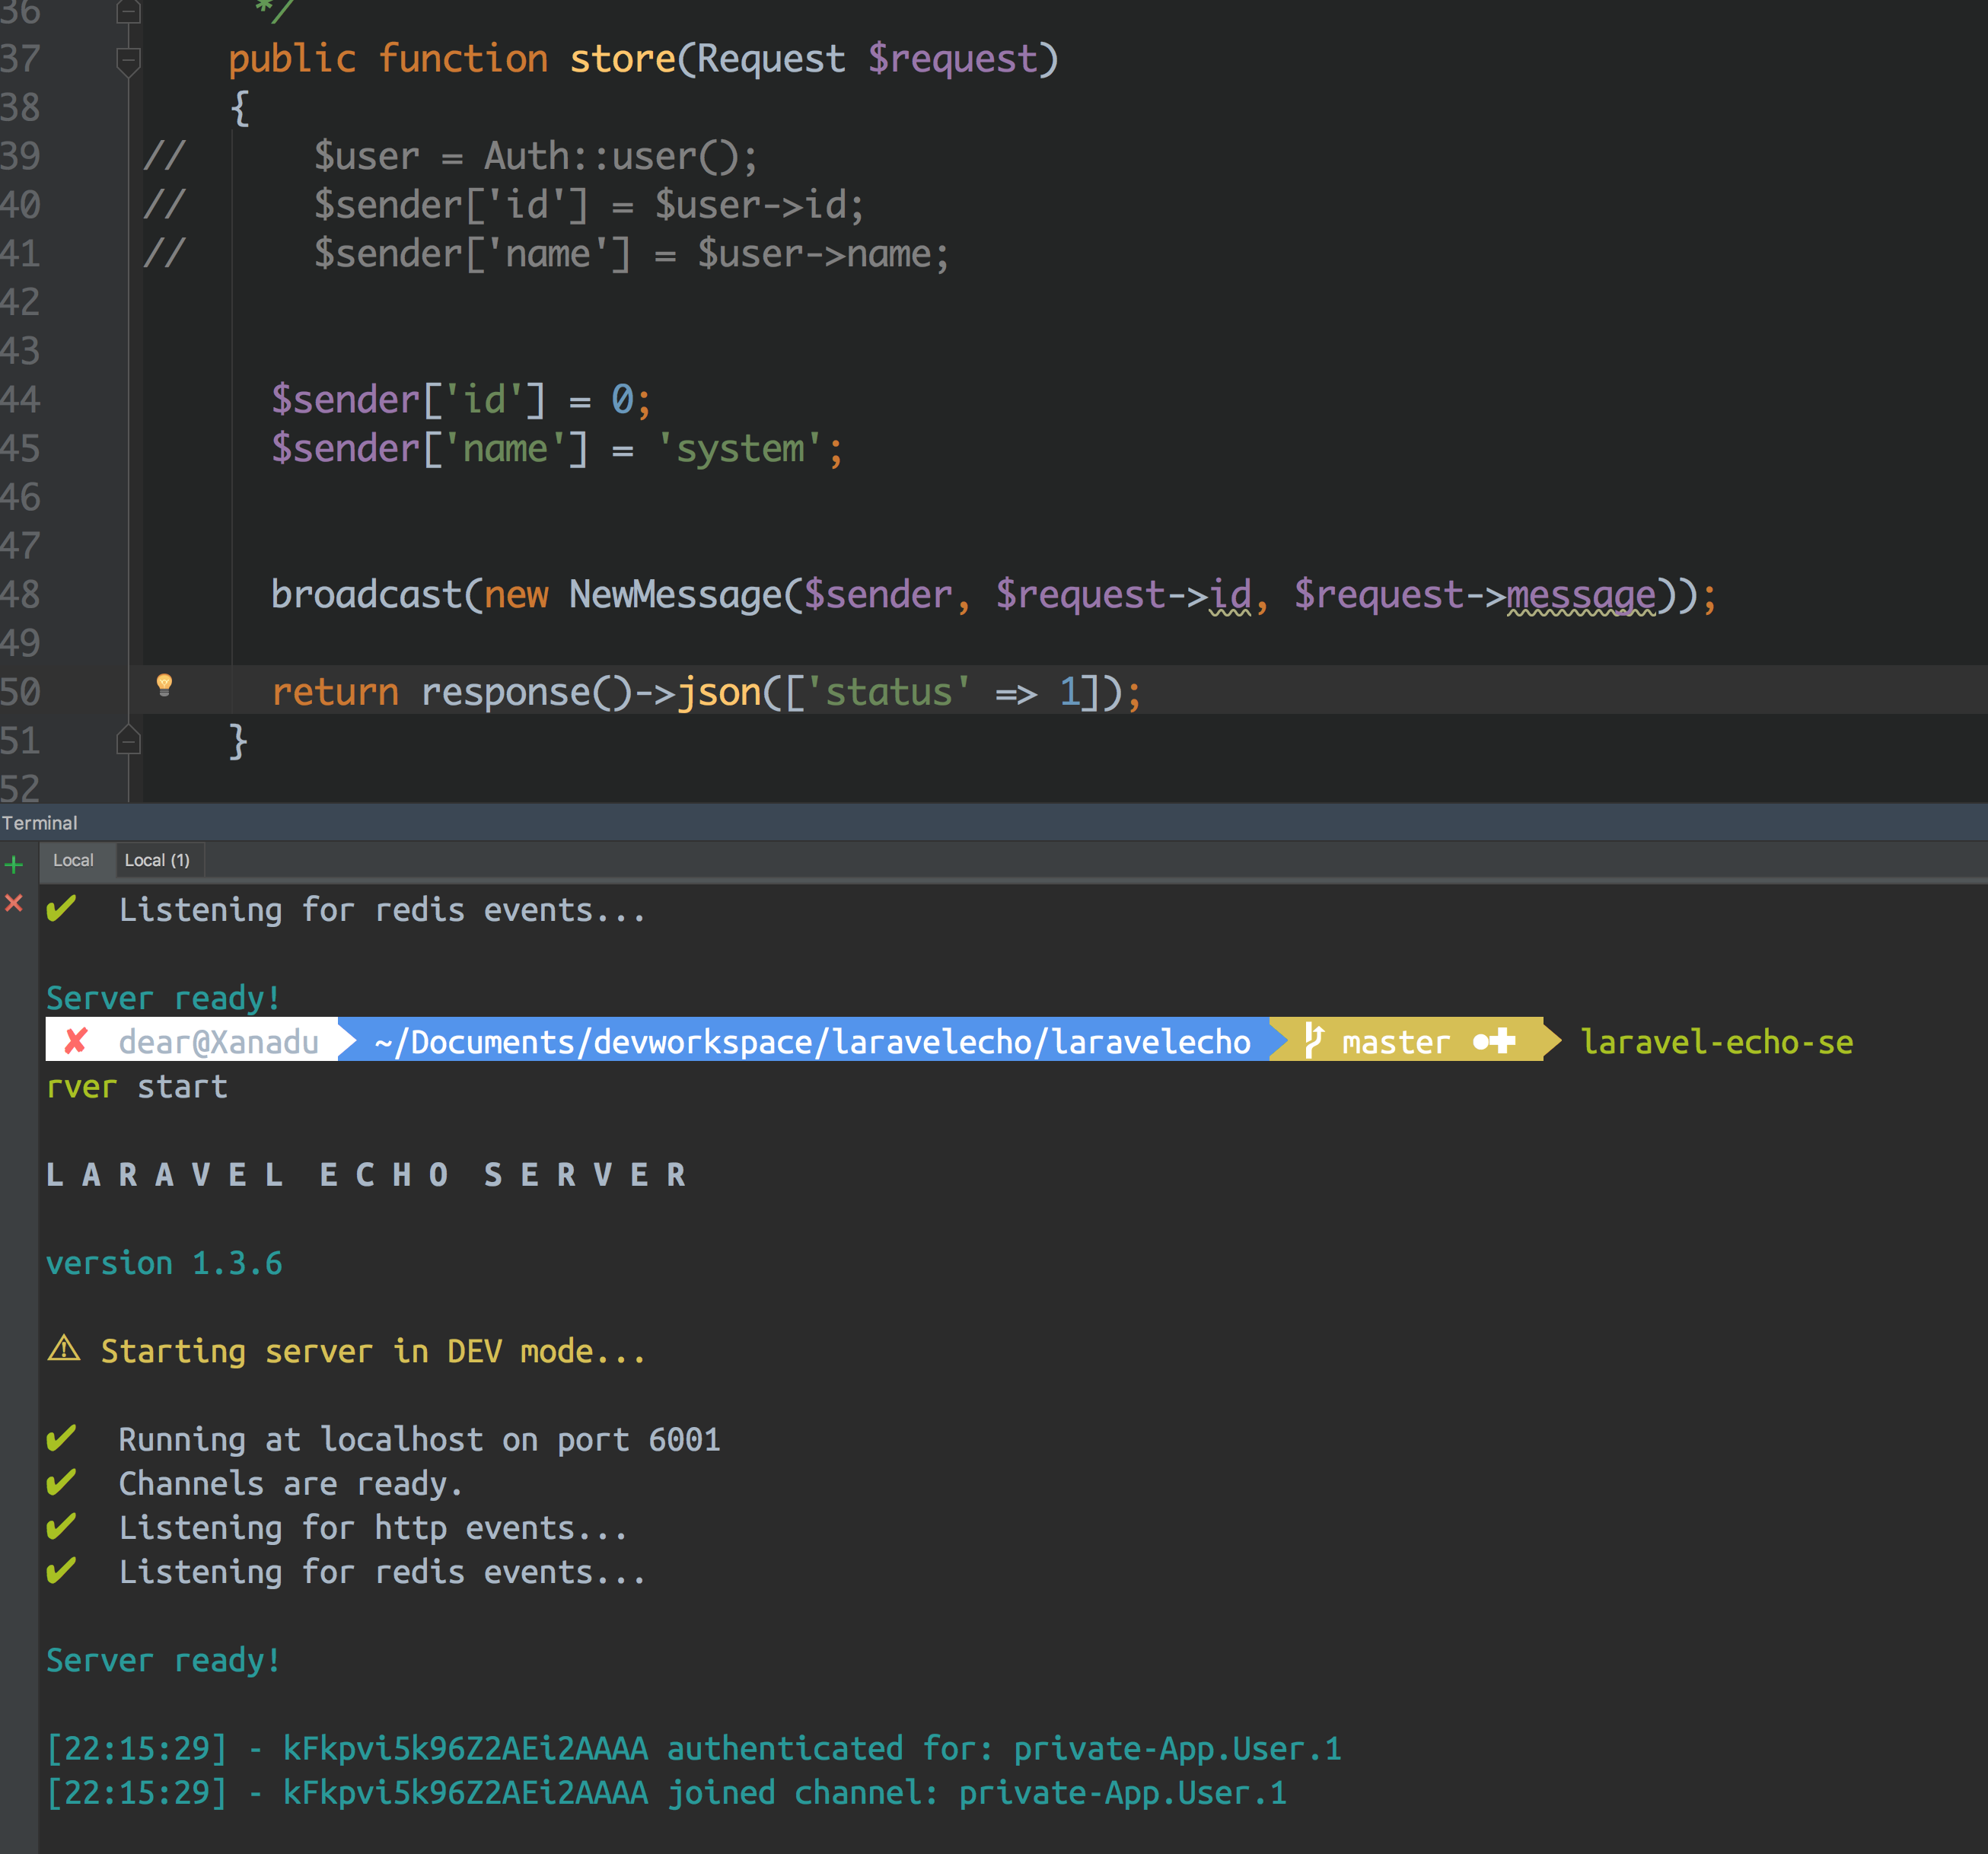 36 */
37 public function store(Request $request)
38 {
39 // $user = Auth::user();
40 // $sender['id'] = $user->id;
41 // $sender['name'] = $user->name;
42
43
44 $sender['id'] = 0;
45 $sender['name'] = 'system';
46
47
48 broadcast(new NewMessage($sender, $request->id, $request->message));
49
50 return response()->json(['status' => 1]);
51 }
52
Terminal
+ Local Local (1)
× ✔ Listening for redis events...
Server ready!
✘ dear@Xanadu ~/Documents/devworkspace/laravelecho/laravelecho master ●✚ laravel-echo-se
rver start
L A R A V E L  E C H O  S E R V E R
version 1.3.6
⚠ Starting server in DEV mode...
✔ Running at localhost on port 6001
✔ Channels are ready.
✔ Listening for http events...
✔ Listening for redis events...
Server ready!
[22:15:29] - kFkpvi5k96Z2AEi2AAAA authenticated for: private-App.User.1
[22:15:29] - kFkpvi5k96Z2AEi2AAAA joined channel: private-App.User.1